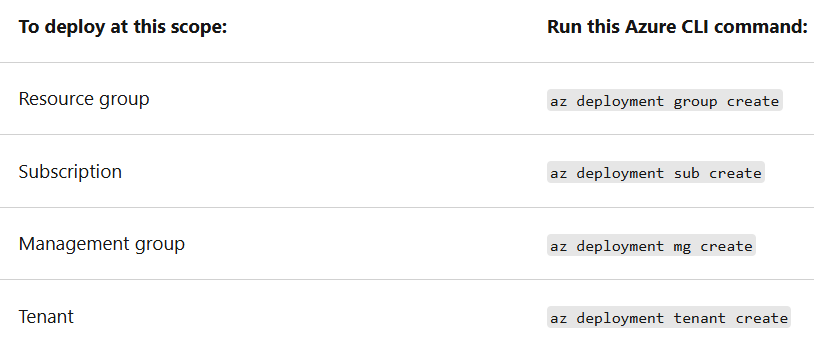 To deploy at this scope: Run this Azure CLI command:
Resource group az deployment group create
Subscription az deployment sub create
Management group az deployment mg create
Tenant az deployment tenant create